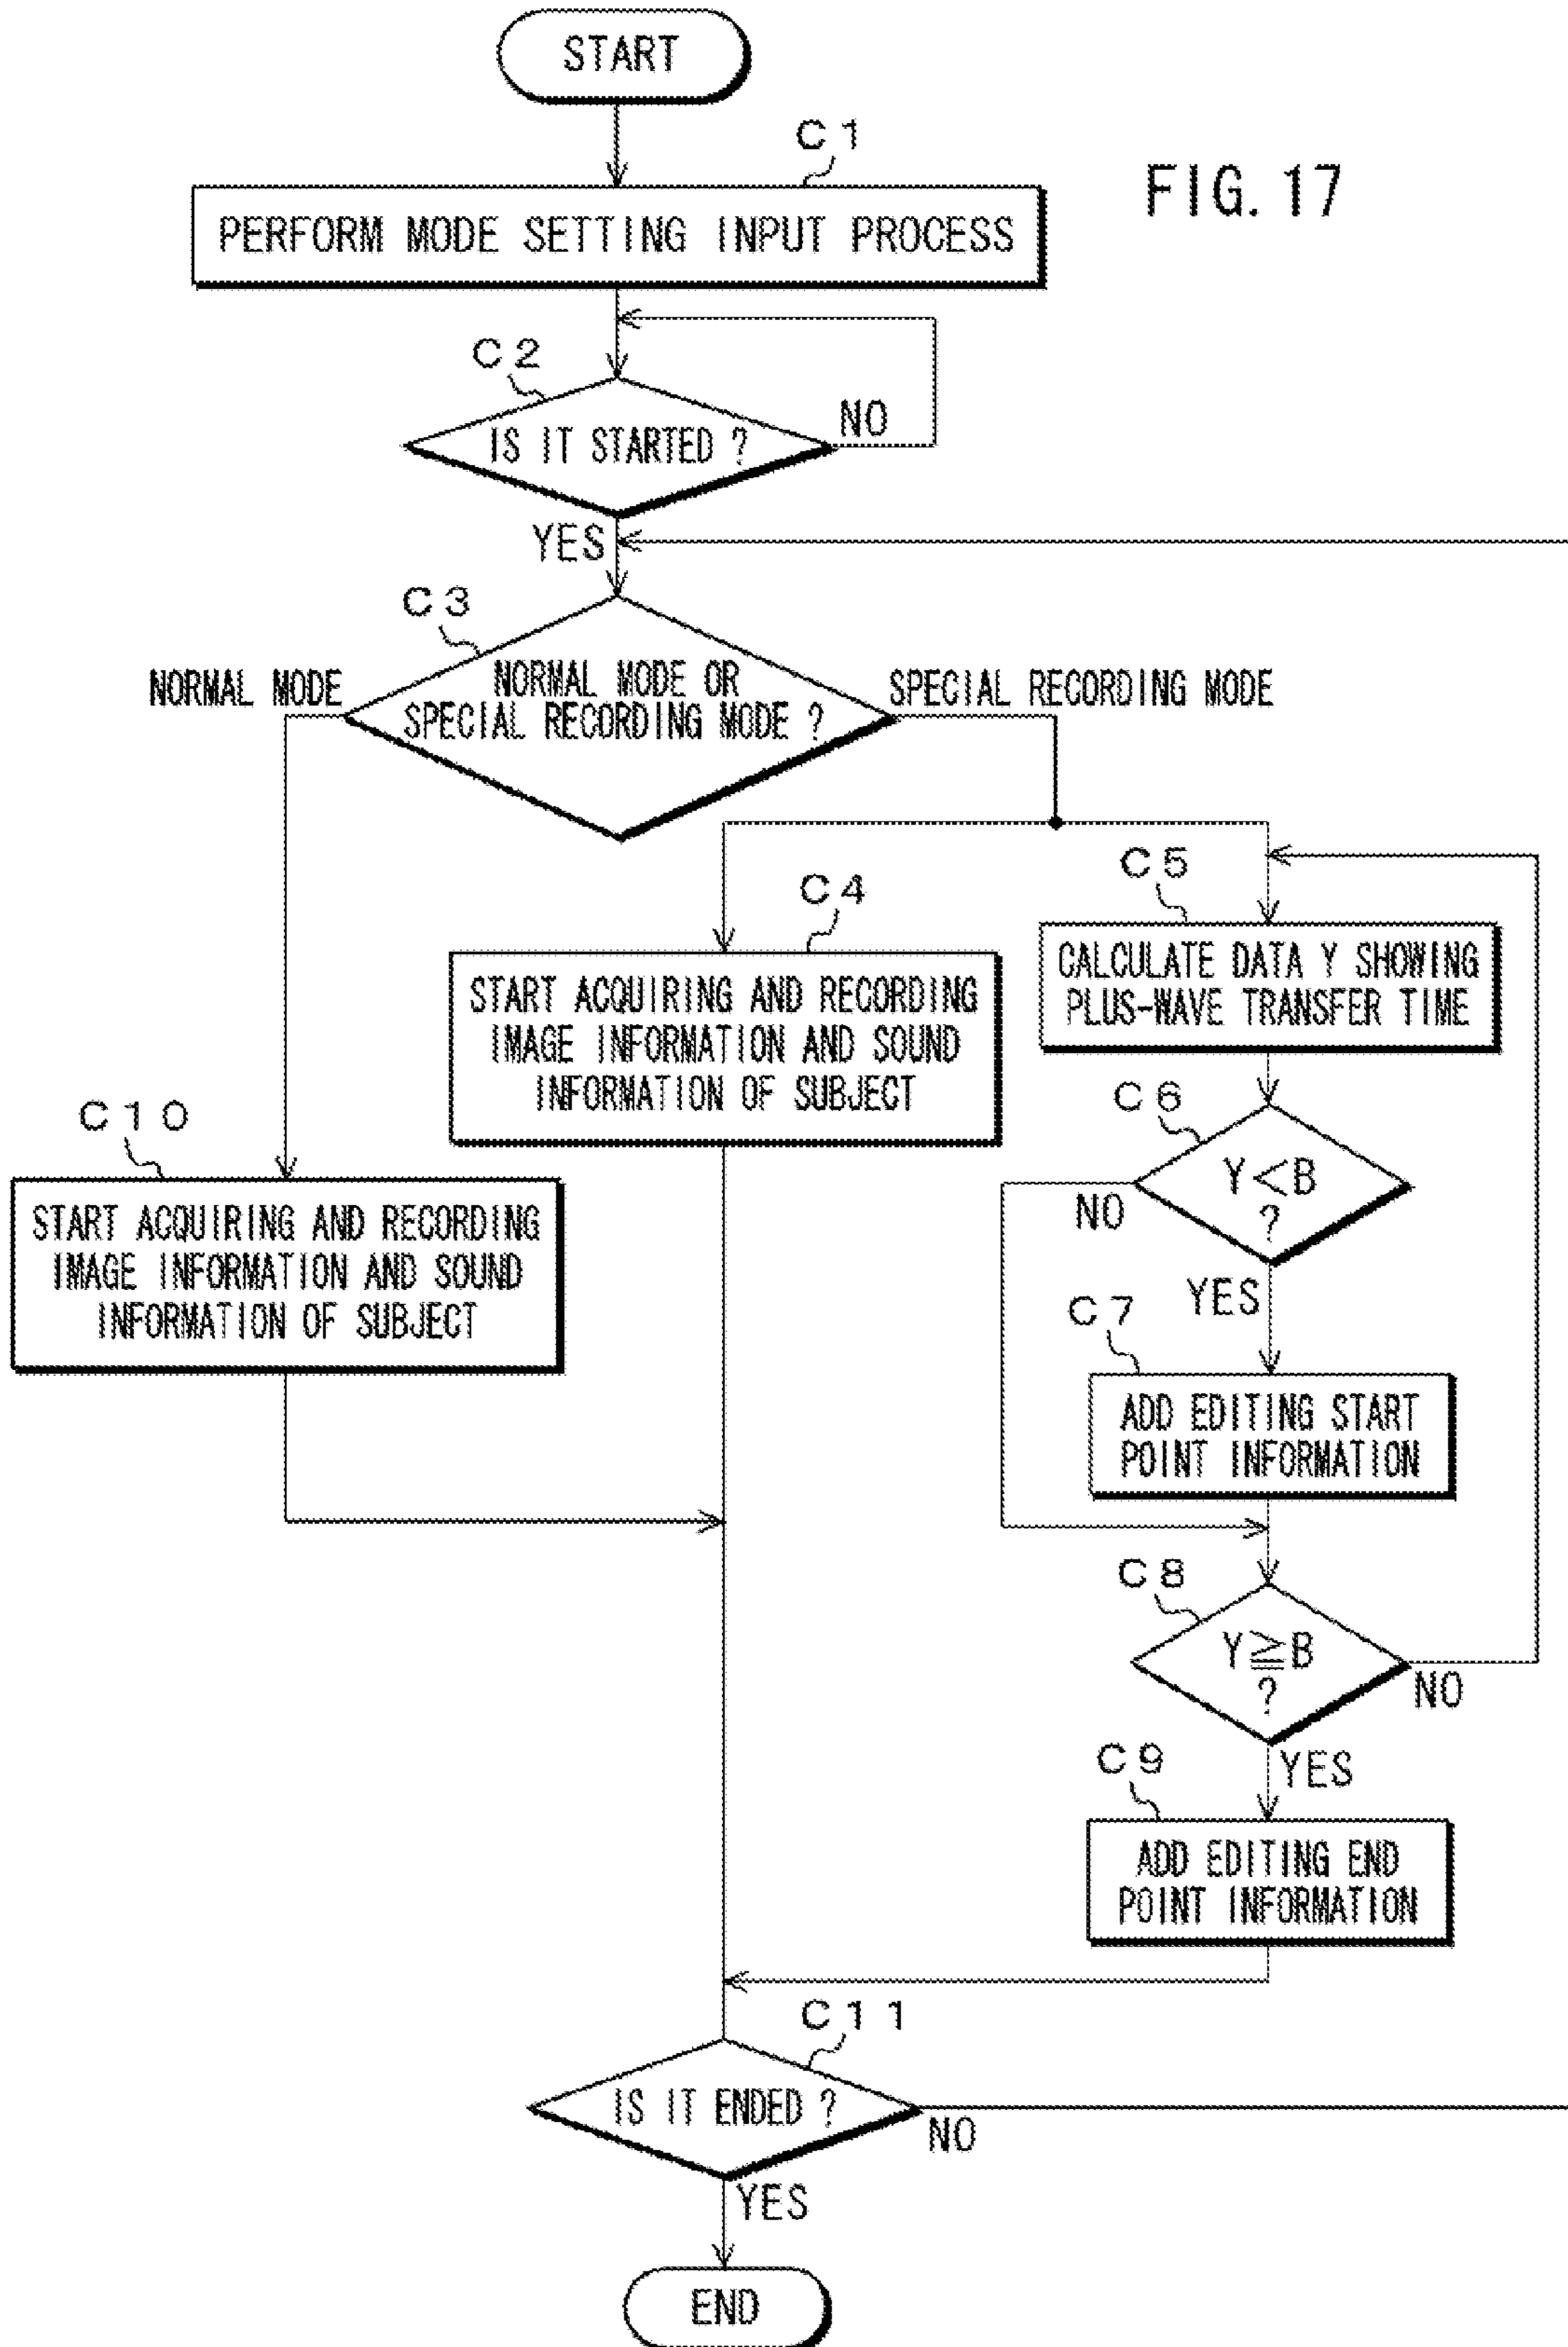 START
C1
FIG. 17
PERFORM MODE SETTING INPUT PROCESS
C2
IS IT STARTED ?
NO
YES
C3
NORMAL MODE
NORMAL MODE OR
SPECIAL RECORDING MODE ?
SPECIAL RECORDING MODE
C4
START ACQUIRING AND RECORDING
IMAGE INFORMATION AND SOUND
INFORMATION OF SUBJECT
C5
CALCULATE DATA Y SHOWING
PLUS-WAVE TRANSFER TIME
C6
Y<B
?
NO
YES
C10
START ACQUIRING AND RECORDING
IMAGE INFORMATION AND SOUND
INFORMATION OF SUBJECT
C7
ADD EDITING START
POINT INFORMATION
C8
Y≧B
?
NO
YES
C9
ADD EDITING END
POINT INFORMATION
C11
IS IT ENDED ?
NO
YES
END